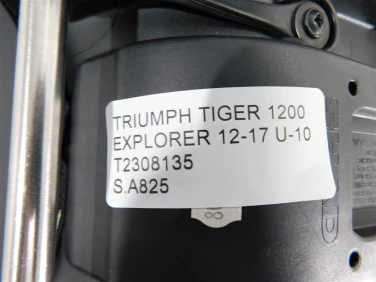 TRIUMPH TIGER 1200
EXPLORER 12-17 U-10
T2308135
S.A825